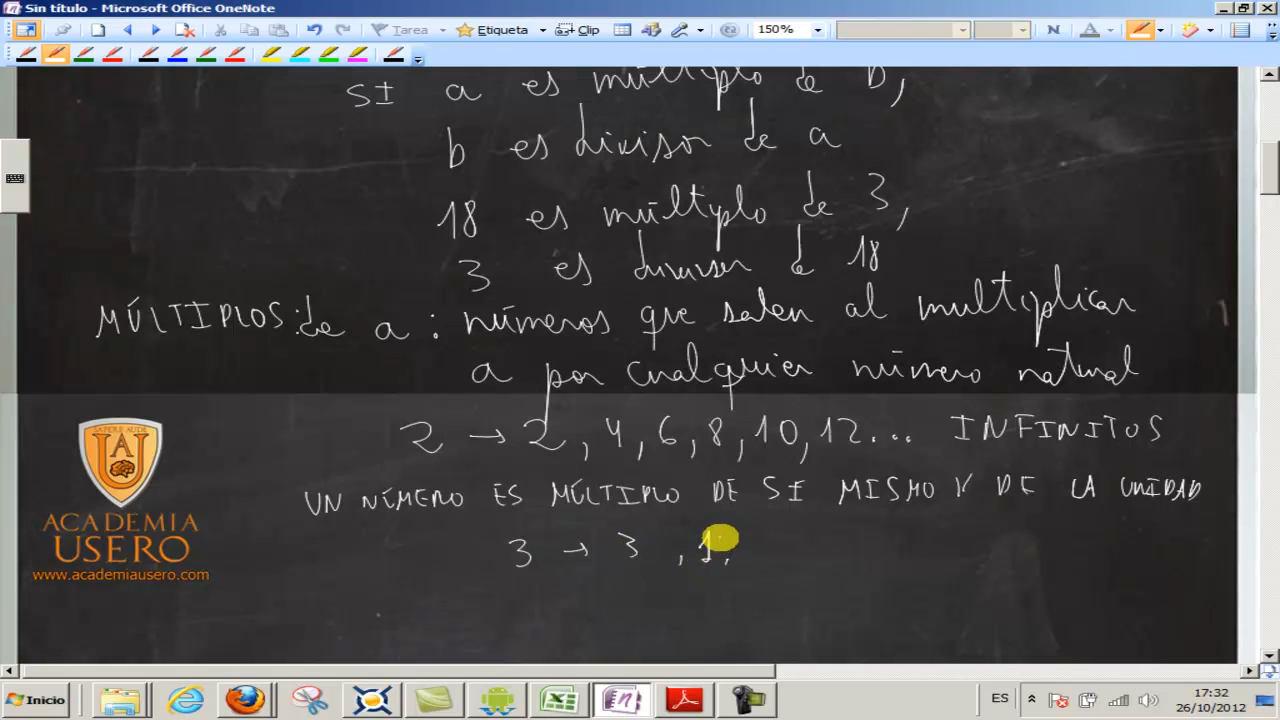 Sin título - Microsoft Office OneNote
Tarea Etiqueta Clip 150% N A
SI a es múltiplo de b,
b es divisor de a
18 es múltiplo de 3,
3 es divisor de 18
MÚLTIPLOS: de a : números que salen al multiplicar
a por cualquier número natural
2 → 2, 4, 6, 8, 10, 12... INFINITOS
UN NÚMERO ES MÚLTIPLO DE SI MISMO Y DE LA UNIDAD
3 → 3 , 1,
SAPERE AUDE
UA
ACADEMIA
USERO
www.academiausero.com
Inicio ES 17:32
26/10/2012